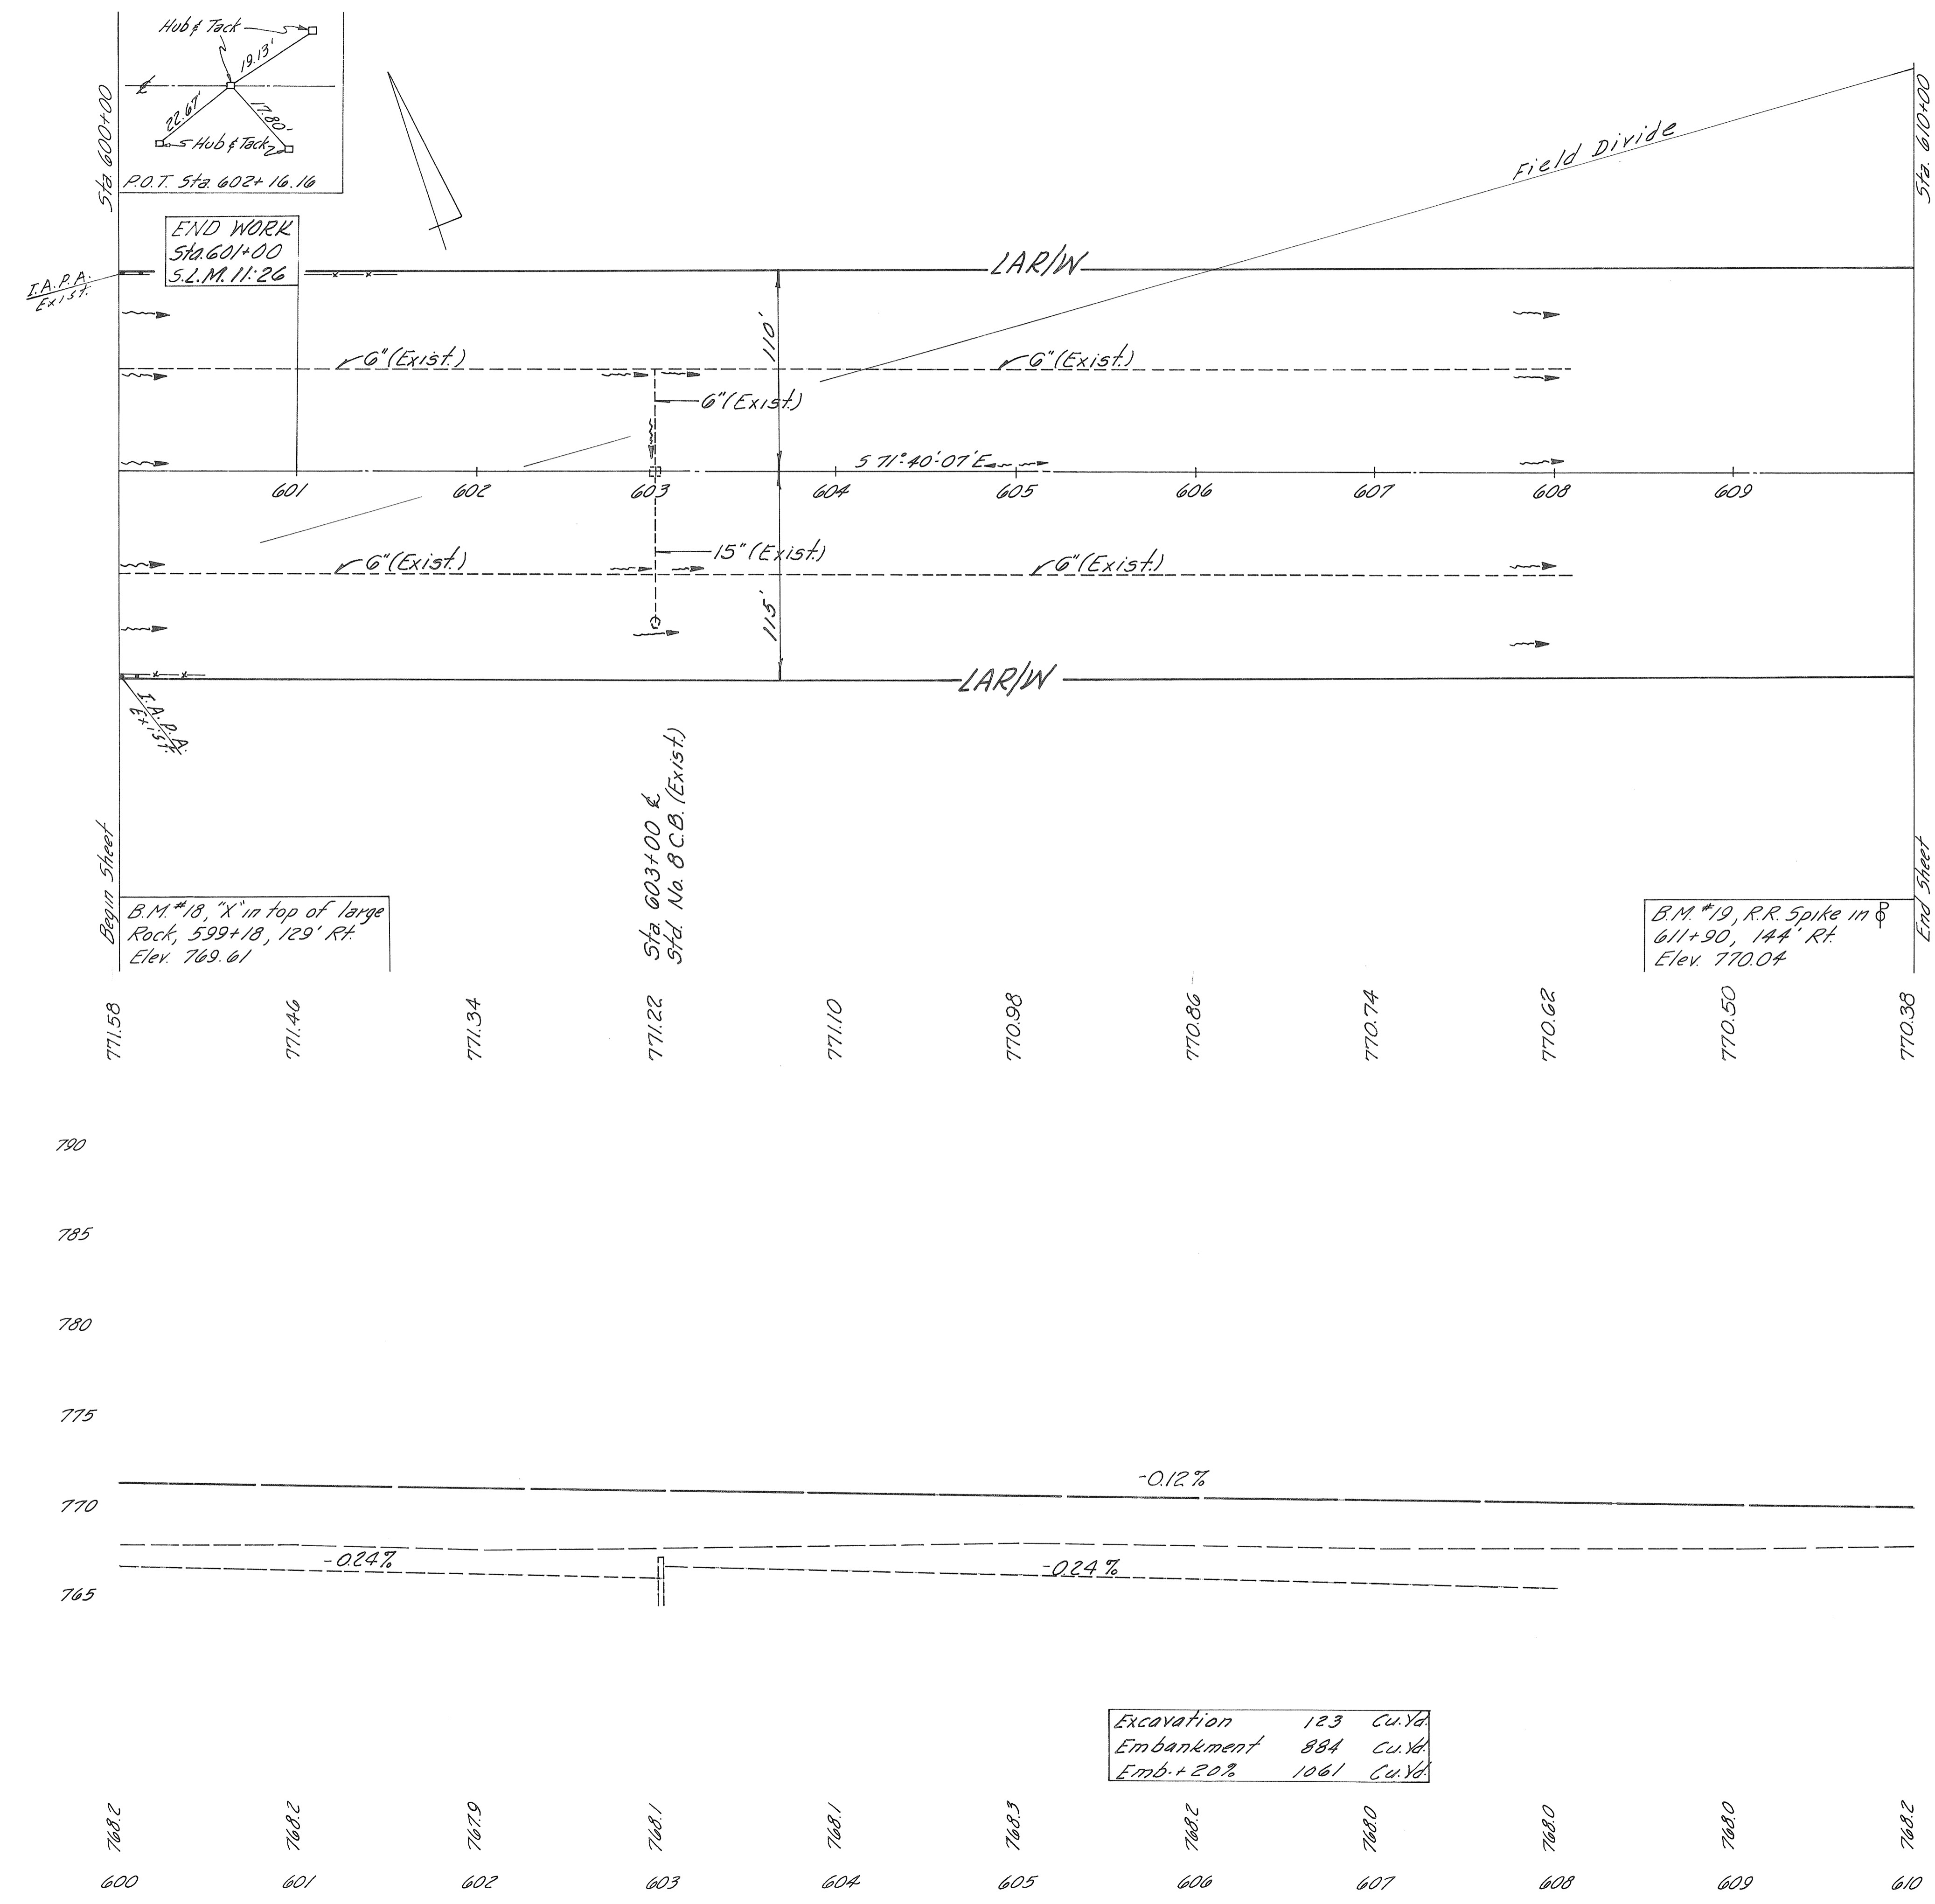 Hub & Tack
19.13'
℄
22.67'
17.80'
Hub & Tack
P.O.T. Sta. 602+16.16
Sta. 600+00
Sta. 610+00
Field Divide
END WORK
Sta. 601+00
S.L.M. 11:26
I.A.P.A.
Exist.
LAR/W
110'
6" (Exist.)
6" (Exist.)
6" (Exist.)
S 71°-40'-07" E
601
602
603
604
605
606
607
608
609
15" (Exist.)
6" (Exist.)
6" (Exist.)
115'
LAR/W
I.A.P.A.
Exist.
Sta. 603+00 ℄
Std. No. 8 C.B. (Exist.)
Begin Sheet
End Sheet
B.M. #18, "X" in top of large
Rock, 599+18, 129' Rt.
Elev. 769.61
B.M. #19, R.R. Spike in
611+90, 144' Rt.
Elev. 770.04
771.58
771.46
771.34
771.22
771.10
770.98
770.86
770.74
770.62
770.50
770.38
790
785
780
775
770
765
-0.12%
-0.24%
-0.24%
Excavation 123 Cu.Yd.
Embankment 884 Cu.Yd.
Emb.+20% 1061 Cu.Yd.
768.2
768.2
767.9
768.1
768.1
768.3
768.2
768.0
768.0
768.0
768.2
600
601
602
603
604
605
606
607
608
609
610